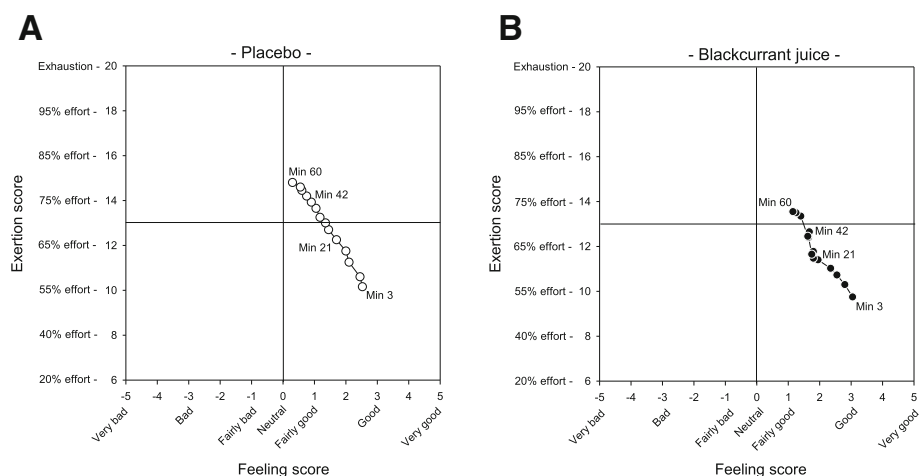 A
- Placebo -
Exhaustion - 20
95% effort - 18
85% effort - 16
75% effort - 14
65% effort - 12
55% effort - 10
40% effort - 8
20% effort - 6
Exertion score
Min 60
Min 42
Min 21
Min 3
-5 -4 -3 -2 -1 0 1 2 3 4 5
Very bad Bad Fairly bad Neutral Fairly good Good Very good
Feeling score
B
- Blackcurrant juice -
Exhaustion - 20
95% effort - 18
85% effort - 16
75% effort - 14
65% effort - 12
55% effort - 10
40% effort - 8
20% effort - 6
Exertion score
Min 60
Min 42
Min 21
Min 3
-5 -4 -3 -2 -1 0 1 2 3 4 5
Very bad Bad Fairly bad Neutral Fairly good Good Very good
Feeling score